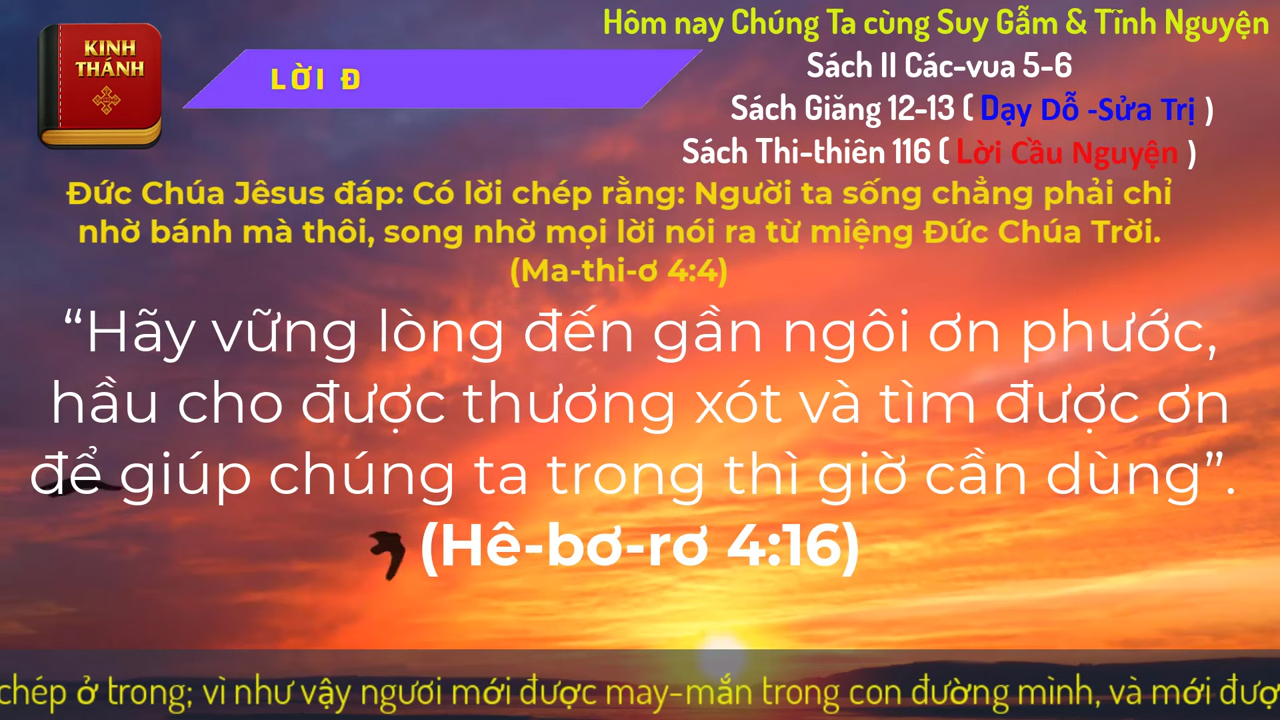 KINH
THÁNH
LỜI Đ
Hôm nay Chúng Ta cùng Suy Gẫm & Tĩnh Nguyện
Sách II Các-vua 5-6
Sách Giăng 12-13 ( Dạy Dỗ -Sửa Trị )
Sách Thi-thiên 116 ( Lời Cầu Nguyện )
Đức Chúa Jêsus đáp: Có lời chép rằng: Người ta sống chẳng phải chỉ
nhờ bánh mà thôi, song nhờ mọi lời nói ra từ miệng Đức Chúa Trời.
(Ma-thi-ơ 4:4)
“Hãy vững lòng đến gần ngôi ơn phước,
hầu cho được thương xót và tìm được ơn
để giúp chúng ta trong thì giờ cần dùng”.
(Hê-bơ-rơ 4:16)
chép ở trong; vì như vậy ngươi mới được may-mắn trong con đường mình, và mới đượ